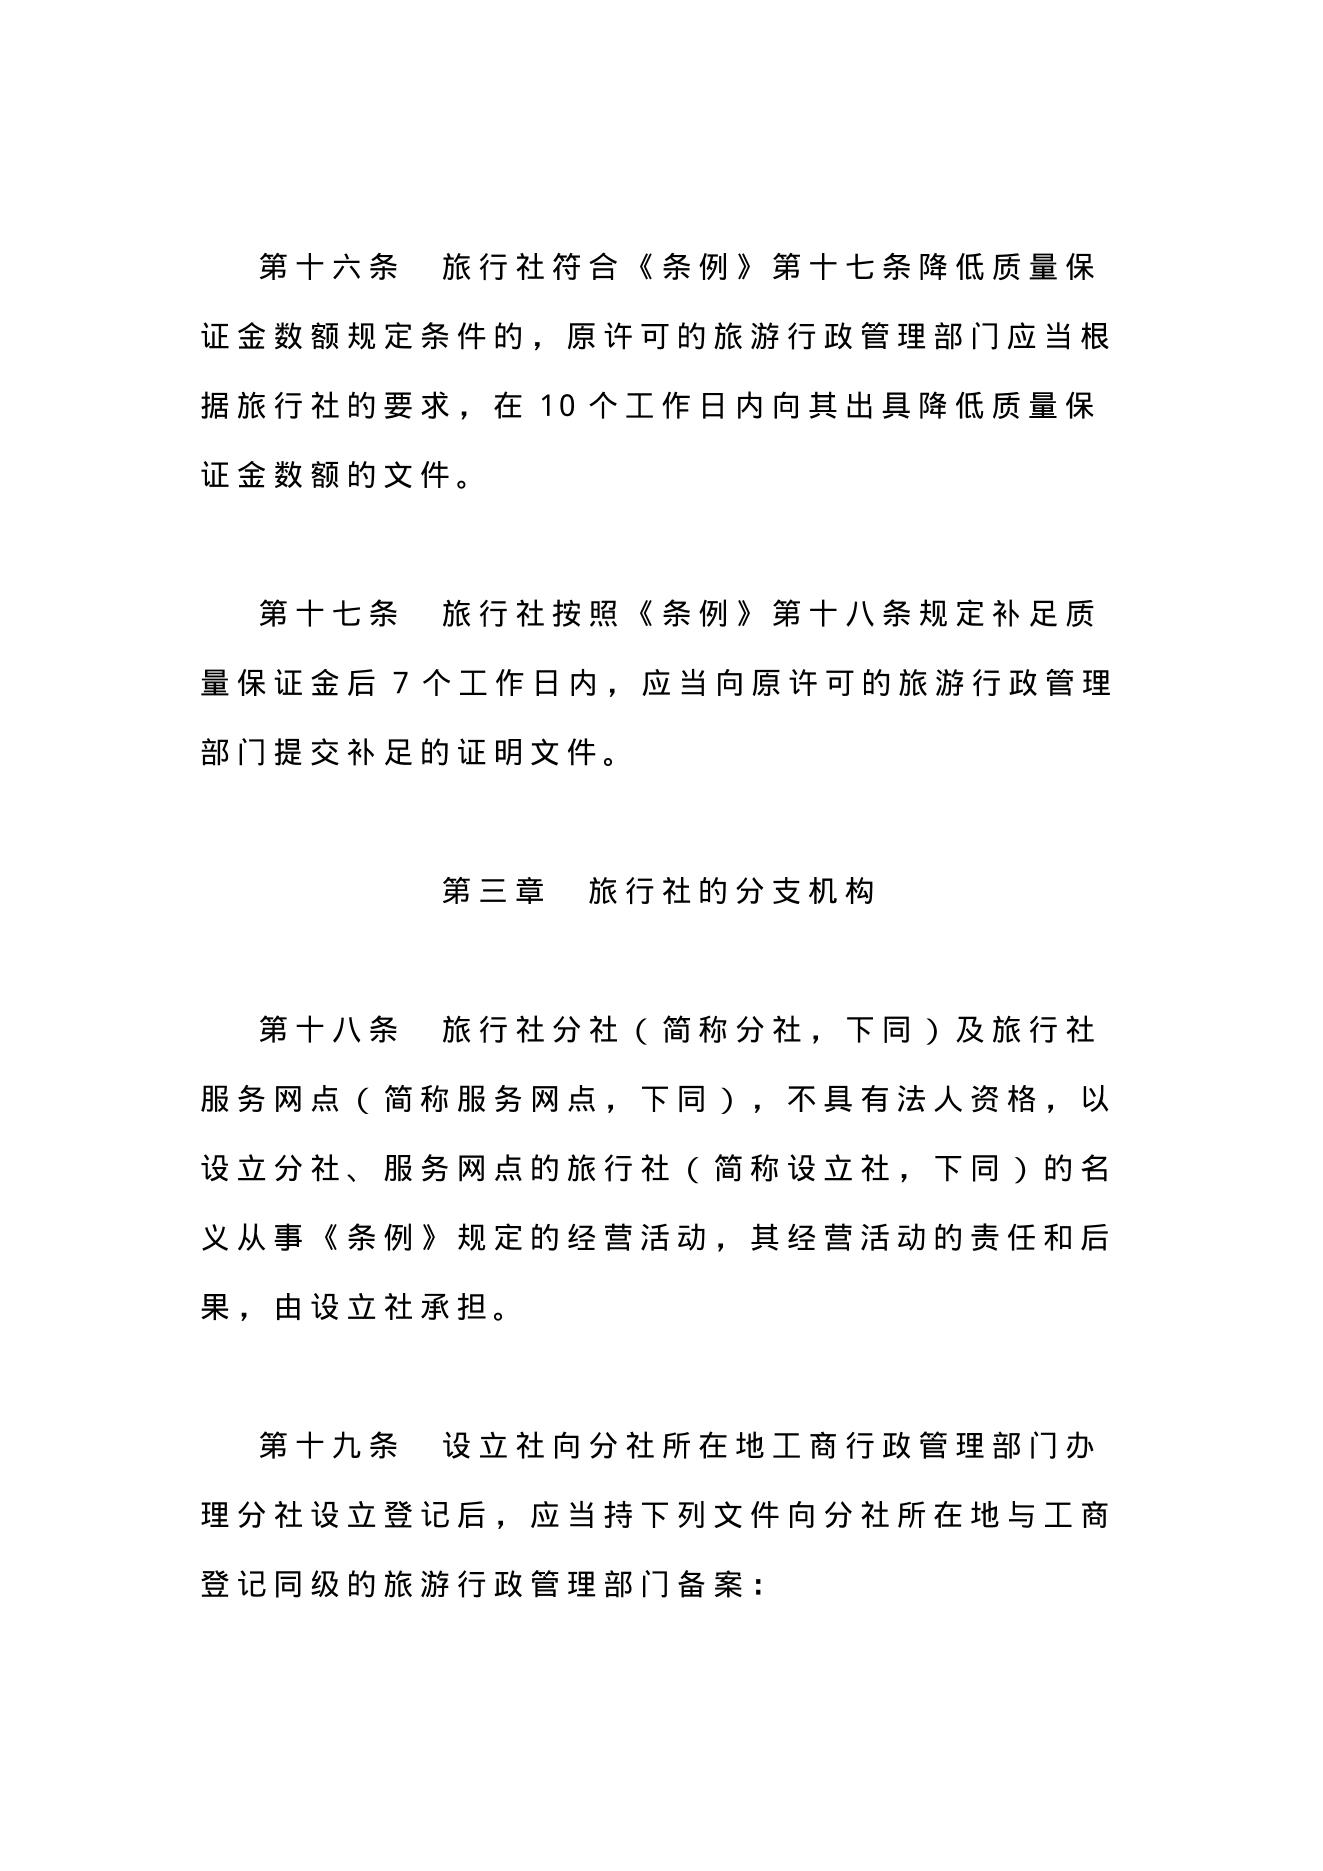 第十六条　旅行社符合《条例》第十七条降低质量保
证金数额规定条件的，原许可的旅游行政管理部门应当根
据旅行社的要求，在 10 个工作日内向其出具降低质量保
证金数额的文件。
第十七条　旅行社按照《条例》第十八条规定补足质
量保证金后 7 个工作日内，应当向原许可的旅游行政管理
部门提交补足的证明文件。
第三章　旅行社的分支机构
第十八条　旅行社分社（简称分社，下同）及旅行社
服务网点（简称服务网点，下同），不具有法人资格，以
设立分社、服务网点的旅行社（简称设立社，下同）的名
义从事《条例》规定的经营活动，其经营活动的责任和后
果，由设立社承担。
第十九条　设立社向分社所在地工商行政管理部门办
理分社设立登记后，应当持下列文件向分社所在地与工商
登记同级的旅游行政管理部门备案：